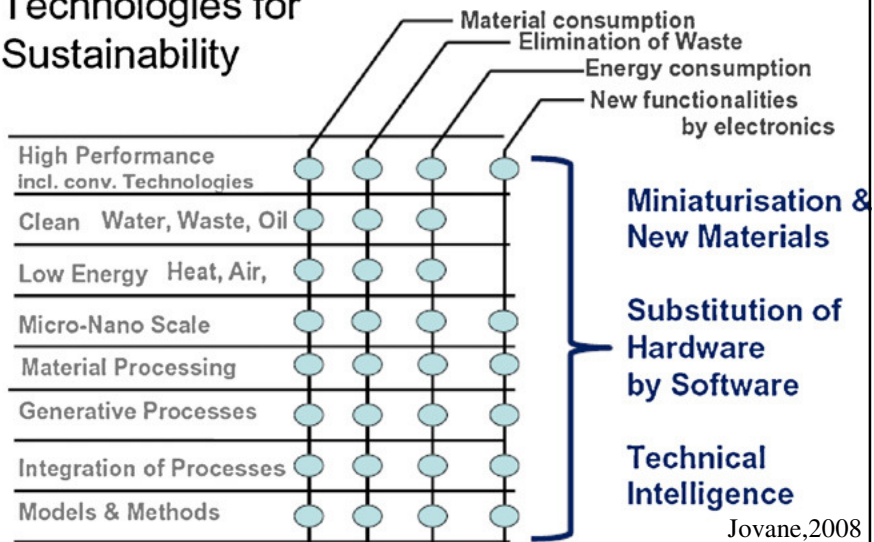 Technologies for
Sustainability
Material consumption
Elimination of Waste
Energy consumption
New functionalities
by electronics
High Performance
incl. conv. Technologies
Clean Water, Waste, Oil
Low Energy Heat, Air,
Micro-Nano Scale
Material Processing
Generative Processes
Integration of Processes
Models & Methods
Miniaturisation &
New Materials
Substitution of
Hardware
by Software
Technical
Intelligence
Jovane,2008